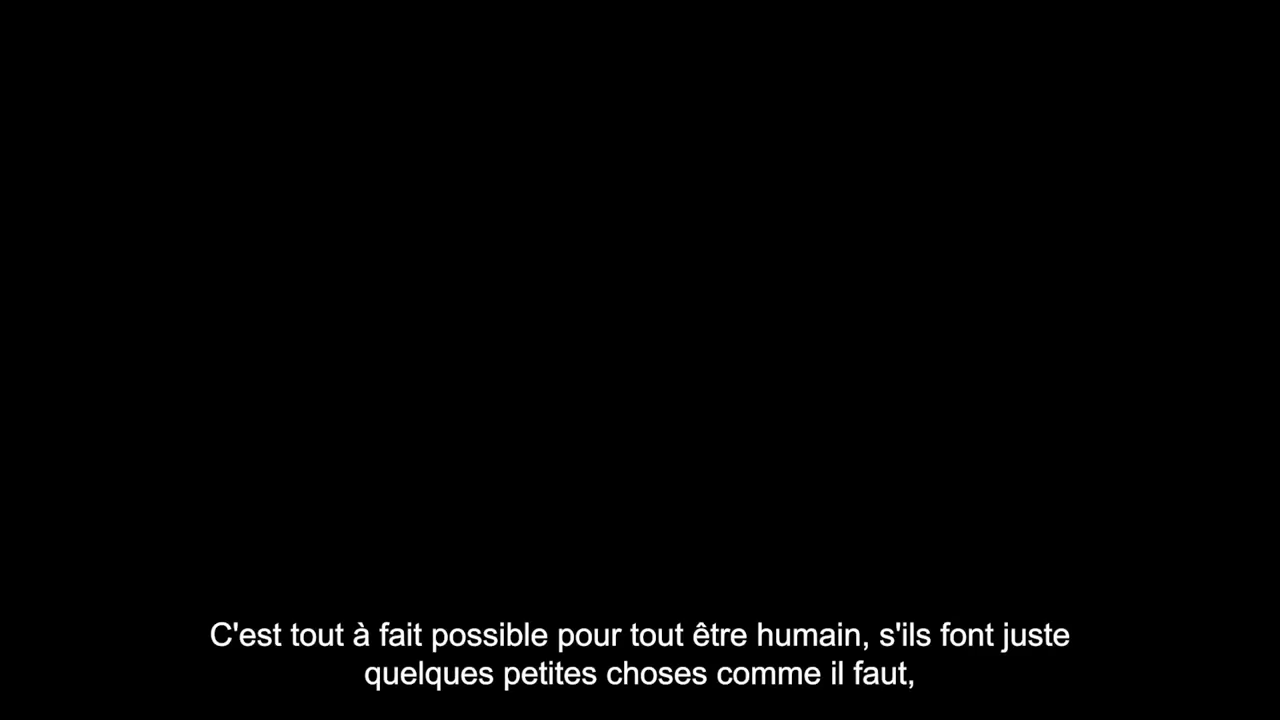 C'est tout à fait possible pour tout être humain, s'ils font juste
quelques petites choses comme il faut,